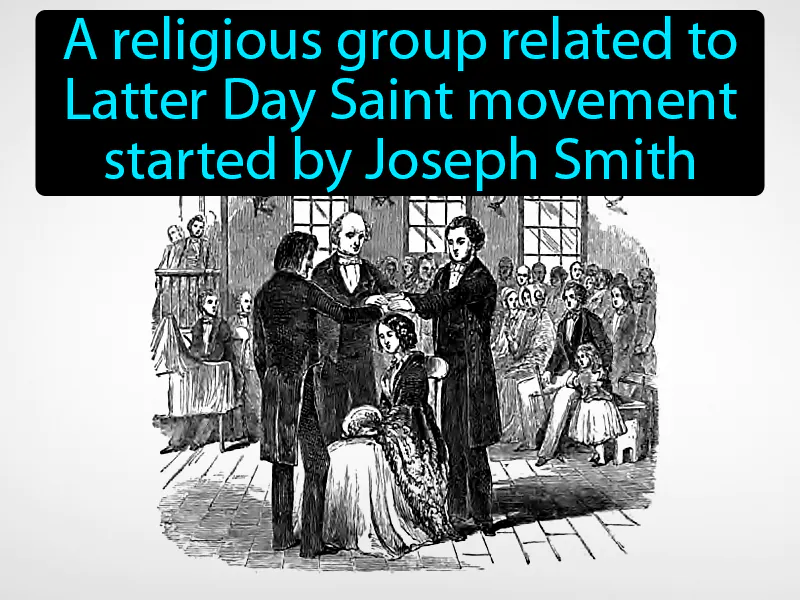 A religious group related to
Latter Day Saint movement
started by Joseph Smith